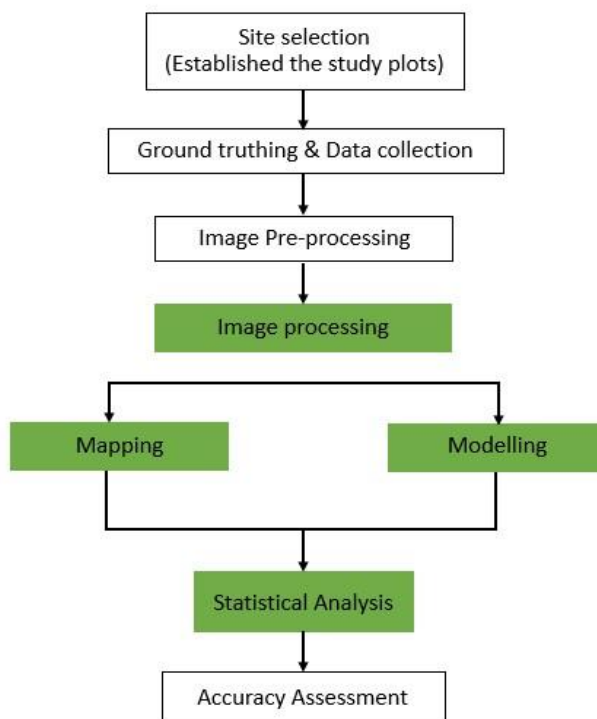 Site selection
(Established the study plots)
Ground truthing & Data collection
Image Pre-processing
Image processing
Mapping
Modelling
Statistical Analysis
Accuracy Assessment